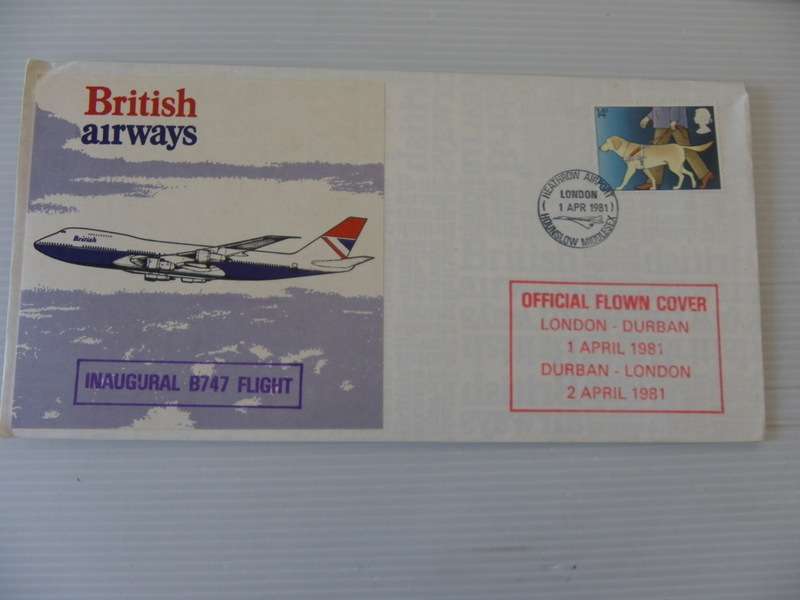 British
airways
British
INAUGURAL B747 FLIGHT
14P
HEATHROW AIRPORT
LONDON
1 APR 1981
HOUNSLOW MIDDLESEX
OFFICIAL FLOWN COVER
LONDON - DURBAN
1 APRIL 1981
DURBAN - LONDON
2 APRIL 1981